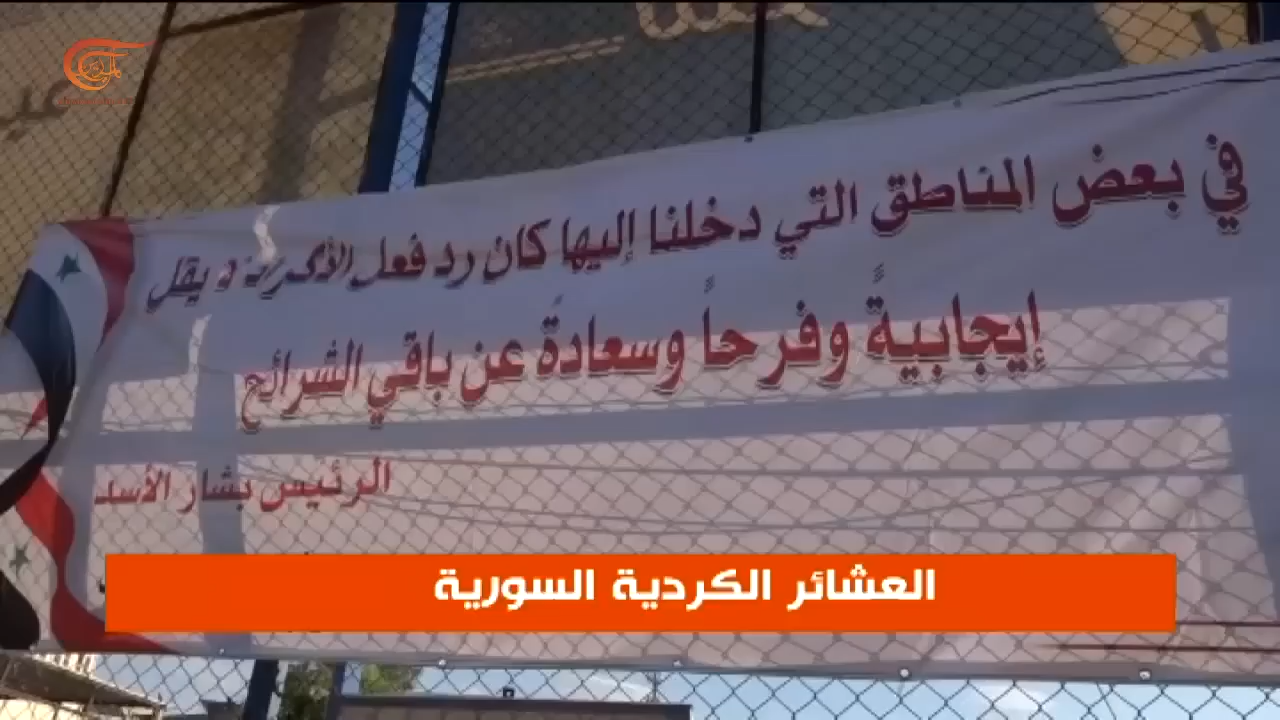 في بعض المناطق التي دخلنا إليها كان رد فعل الأكراد لا يقل
إيجابيةً وفرحاً وسعادةً عن باقي الشرائح
الرئيس بشار الأسد
العشائر الكردية السورية